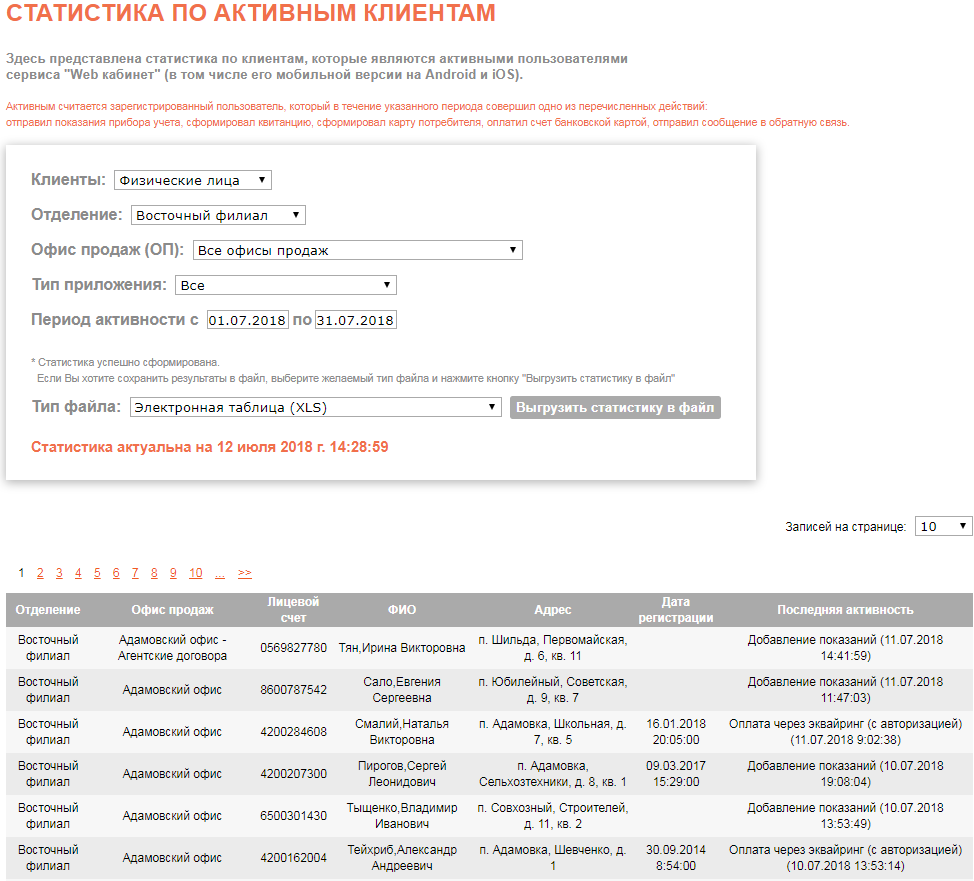 СТАТИСТИКА ПО АКТИВНЫМ КЛИЕНТАМ
Здесь представлена статистика по клиентам, которые являются активными пользователями
сервиса "Web кабинет" (в том числе его мобильной версии на Android и iOS).
Активным считается зарегистрированный пользователь, который в течение указанного периода совершил одно из перечисленных действий:
отправил показания прибора учета, сформировал квитанцию, сформировал карту потребителя, оплатил счет банковской картой, отправил сообщение в обратную связь.
Клиенты: Физические лица
Отделение: Восточный филиал
Офис продаж (ОП): Все офисы продаж
Тип приложения: Все
Период активности с 01.07.2018 по 31.07.2018
* Статистика успешно сформирована.
Если Вы хотите сохранить результаты в файл, выберите желаемый тип файла и нажмите кнопку "Выгрузить статистику в файл"
Тип файла: Электронная таблица (XLS) Выгрузить статистику в файл
Статистика актуальна на 12 июля 2018 г. 14:28:59
Записей на странице: 10
1 2 3 4 5 6 7 8 9 10 ... >>
Отделение Офис продаж Лицевой счет ФИО Адрес Дата регистрации Последняя активность
Восточный филиал Адамовский офис - Агентские договора 0569827780 Тян,Ирина Викторовна п. Шильда, Первомайская, д. 6, кв. 11 Добавление показаний (11.07.2018 14:41:59)
Восточный филиал Адамовский офис 8600787542 Сало,Евгения Сергеевна п. Юбилейный, Советская, д. 9, кв. 7 Добавление показаний (11.07.2018 11:47:03)
Восточный филиал Адамовский офис 4200284608 Смалий,Наталья Викторовна п. Адамовка, Школьная, д. 7, кв. 5 16.01.2018 20:05:00 Оплата через эквайринг (с авторизацией) (11.07.2018 9:02:38)
Восточный филиал Адамовский офис 4200207300 Пирогов,Сергей Леонидович п. Адамовка, Сельхозтехники, д. 8, кв. 1 09.03.2017 15:29:00 Добавление показаний (10.07.2018 19:08:04)
Восточный филиал Адамовский офис 6500301430 Тыщенко,Владимир Иванович п. Совхозный, Строителей, д. 11, кв. 2 Добавление показаний (10.07.2018 13:53:49)
Восточный филиал Адамовский офис 4200162004 Тейхриб,Александр Андреевич п. Адамовка, Шевченко, д. 1 30.09.2014 8:54:00 Оплата через эквайринг (с авторизацией) (10.07.2018 13:53:14)